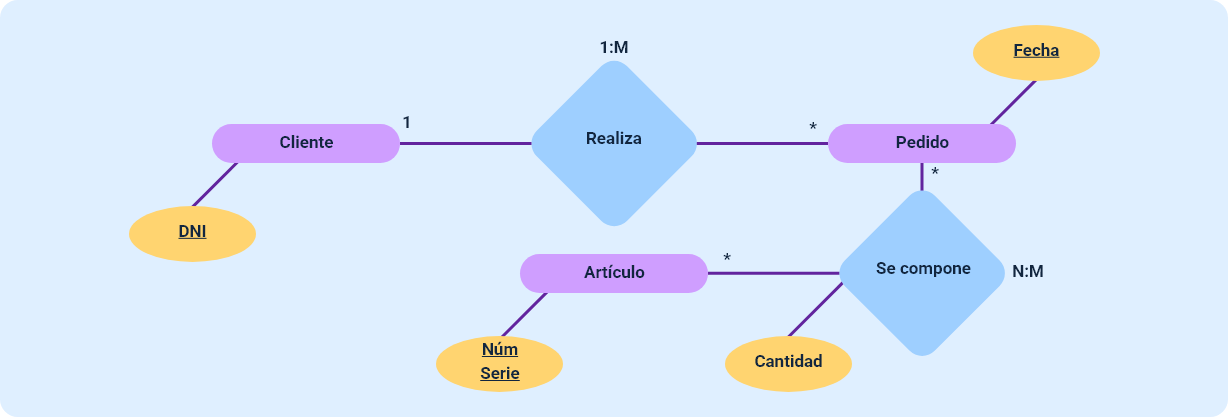 1:M
Fecha
1
*
Cliente
Realiza
Pedido
*
DNI
*
Artículo
Se compone
N:M
Núm
Serie
Cantidad